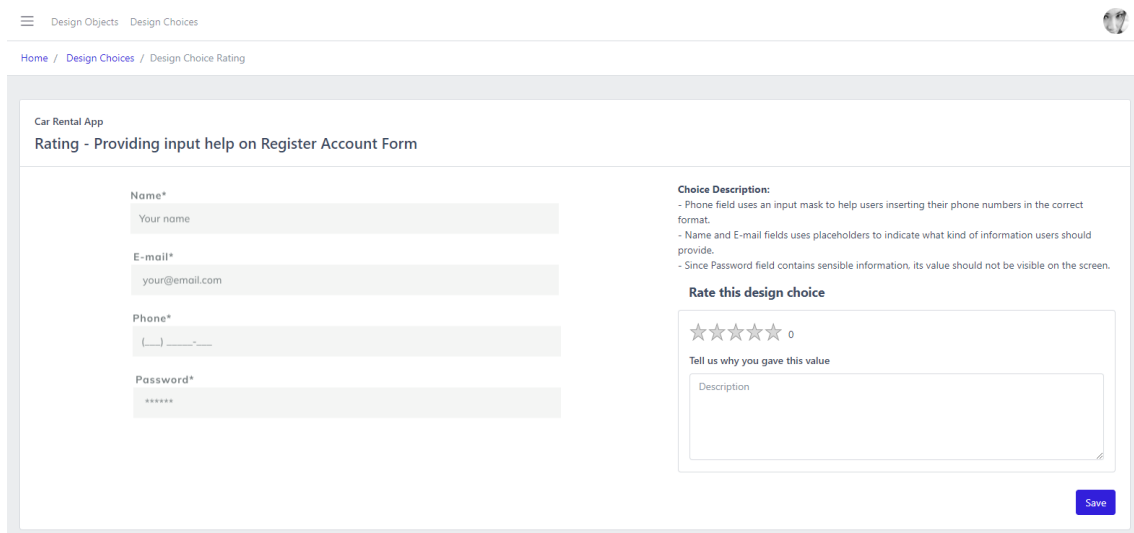 Design Objects Design Choices
Home / Design Choices / Design Choice Rating
Car Rental App
Rating - Providing input help on Register Account Form
Name*
Your name
E-mail*
your@email.com
Phone*
(___) _____-___
Password*
******
Choice Description:
- Phone field uses an input mask to help users inserting their phone numbers in the correct
format.
- Name and E-mail fields uses placeholders to indicate what kind of information users should
provide.
- Since Password field contains sensible information, its value should not be visible on the screen.
Rate this design choice
0
Tell us why you gave this value
Description
Save